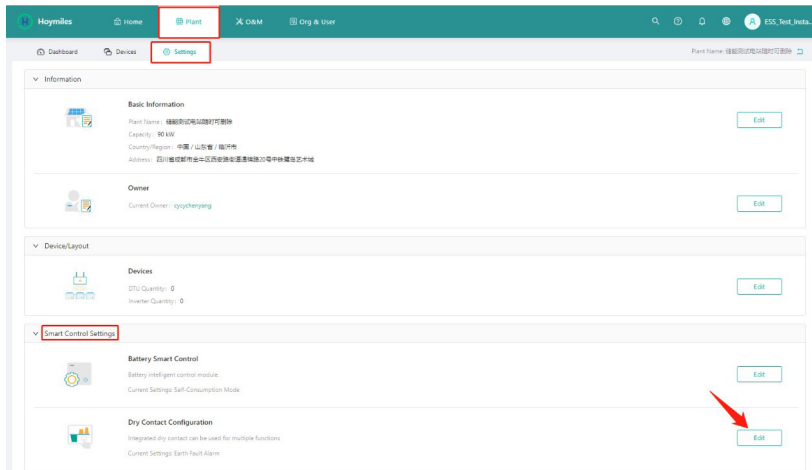 Hoymiles
Home
Plant
O&M
Org & User
ESS_Test_Insta...
Dashboard
Devices
Settings
Plant Name: 储能测试电站随时可删除
Information
Basic Information
Plant Name: 储能测试电站随时可删除
Capacity: 90 kW
Country/Region: 中国 / 山东省 / 临沂市
Address: 四川省成都市金牛区西安路街道通锦路20号中铁鹭岛艺术城
Edit
Owner
Current Owner: cycychenyang
Edit
Device/Layout
Devices
DTU Quantity: 0
Inverter Quantity: 0
Edit
Smart Control Settings
Battery Smart Control
Battery intelligent control module.
Current Settings: Self-Consumption Mode
Edit
Dry Contact Configuration
Integrated dry contact can be used for multiple functions
Current Settings: Earth Fault Alarm
Edit